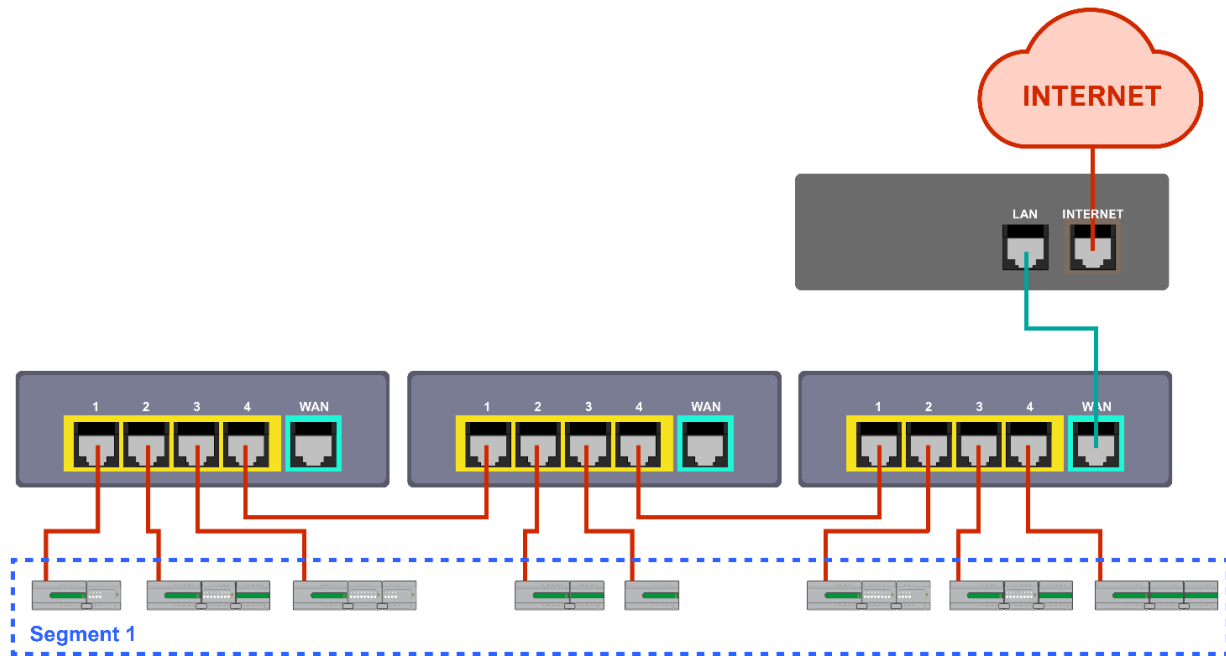 INTERNET
LAN INTERNET
1 2 3 4 WAN
1 2 3 4 WAN
1 2 3 4 WAN
Segment 1